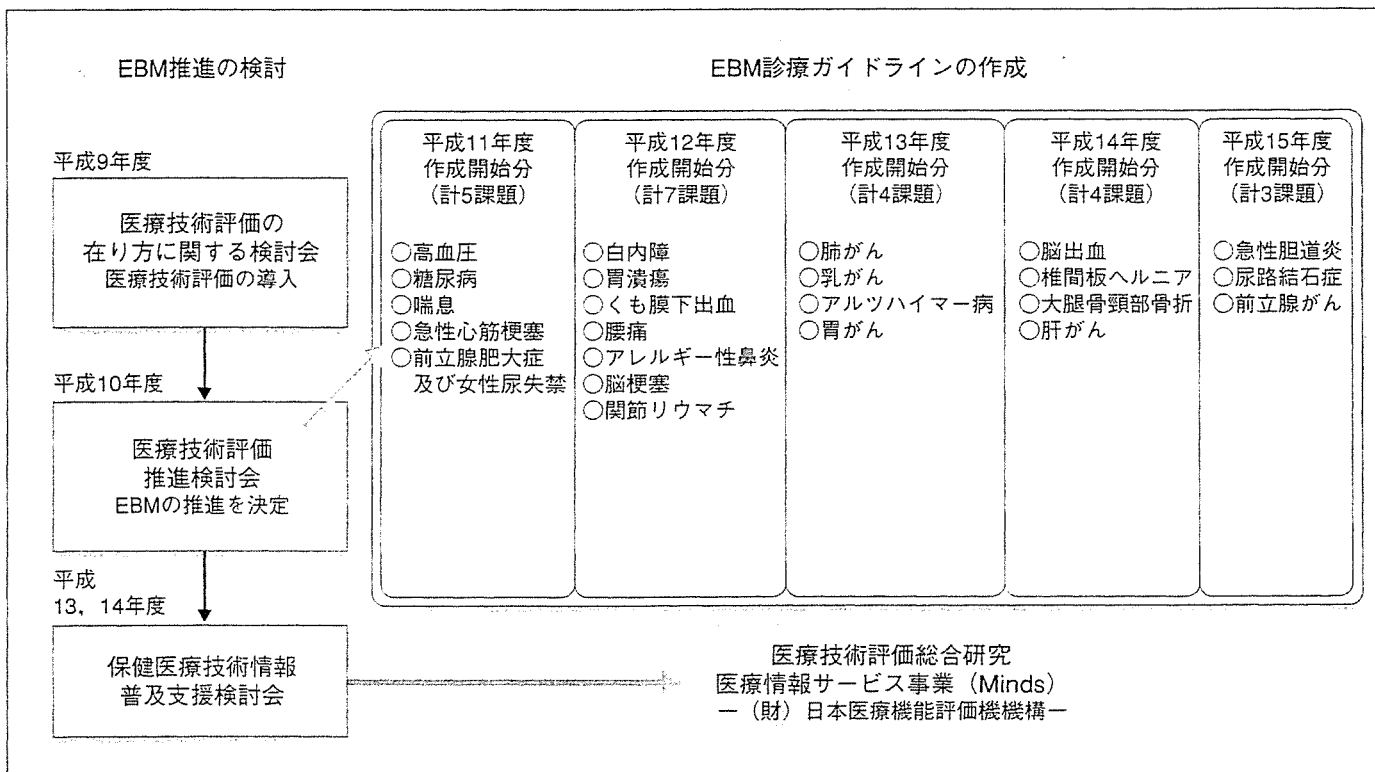 EBM推進の検討
平成9年度
医療技術評価の
在り方に関する検討会
医療技術評価の導入
平成10年度
医療技術評価
推進検討会
EBMの推進を決定
平成
13，14年度
保健医療技術情報
普及支援検討会
EBM診療ガイドラインの作成
平成11年度
作成開始分
(計5課題)
○高血圧
○糖尿病
○喘息
○急性心筋梗塞
○前立腺肥大症
及び女性尿失禁
平成12年度
作成開始分
(計7課題)
○白内障
○胃潰瘍
○くも膜下出血
○腰痛
○アレルギー性鼻炎
○脳梗塞
○関節リウマチ
平成13年度
作成開始分
(計4課題)
○肺がん
○乳がん
○アルツハイマー病
○胃がん
平成14年度
作成開始分
(計4課題)
○脳出血
○椎間板ヘルニア
○大腿骨頸部骨折
○肝がん
平成15年度
作成開始分
(計3課題)
○急性胆道炎
○尿路結石症
○前立腺がん
医療技術評価総合研究
医療情報サービス事業（Minds）
―（財）日本医療機能評価機機構―